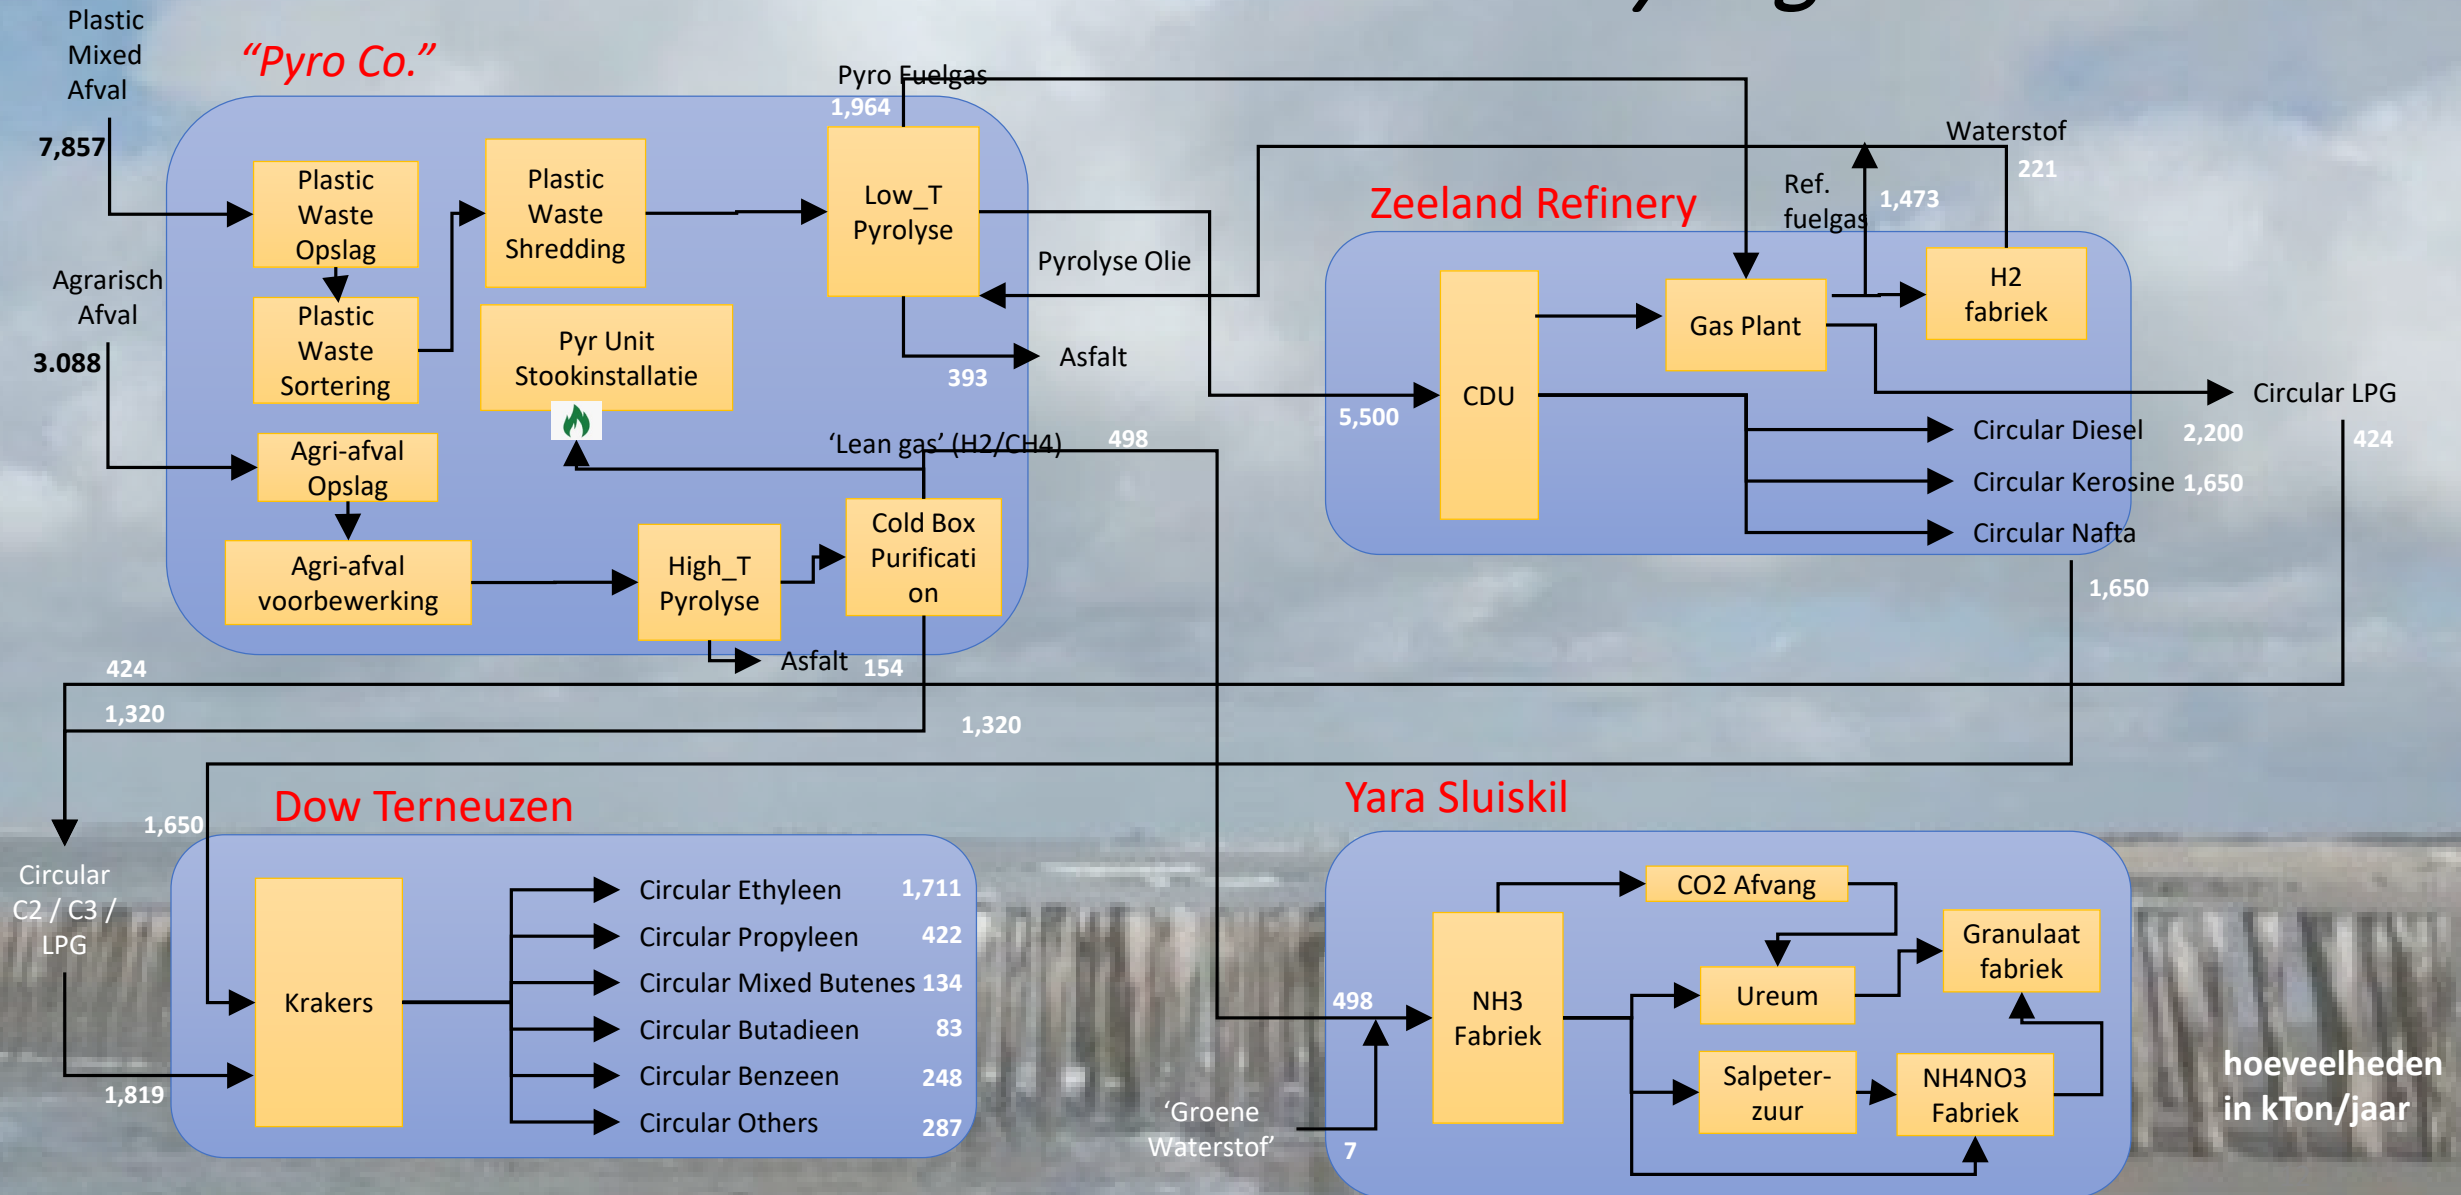 Plastic
Mixed
Afval
7,857
Agrarisch
Afval
3.088
“Pyro Co.”
Plastic
Waste
Opslag
Plastic
Waste
Sortering
Plastic
Waste
Shredding
Pyr Unit
Stookinstallatie
Agri-afval
Opslag
Agri-afval
voorbewerking
High_T
Pyrolyse
Cold Box
Purificati
on
Low_T
Pyrolyse
Pyro Fuelgas
1,964
Pyrolyse Olie
Asfalt
393
‘Lean gas’ (H2/CH4)
498
Asfalt
154
424
1,320
1,320
Zeeland Refinery
Waterstof
221
Ref.
fuelgas
1,473
5,500
CDU
Gas Plant
H2
fabriek
Circular LPG
424
Circular Diesel
2,200
Circular Kerosine
1,650
Circular Nafta
1,650
Dow Terneuzen
1,650
Circular
C2 / C3 /
LPG
1,819
Krakers
Circular Ethyleen
1,711
Circular Propyleen
422
Circular Mixed Butenes
134
Circular Butadieen
83
Circular Benzeen
248
Circular Others
287
Yara Sluiskil
498
‘Groene
Waterstof’
7
NH3
Fabriek
CO2 Afvang
Ureum
Granulaat
fabriek
Salpeter-
zuur
NH4NO3
Fabriek
hoeveelheden
in kTon/jaar